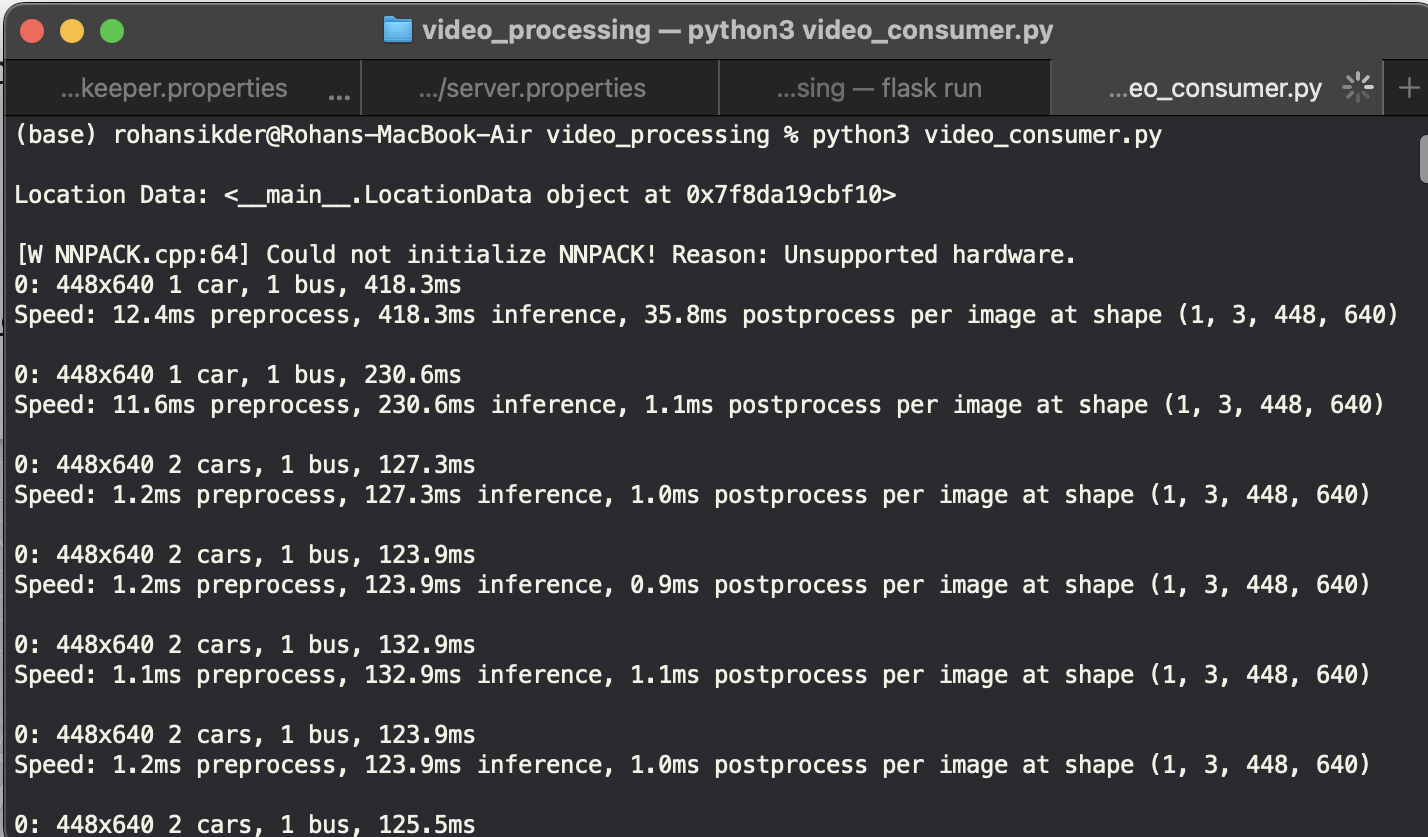 video_processing — python3 video_consumer.py
...keeper.properties ... .../server.properties ...sing — flask run ...eo_consumer.py +
(base) rohansikder@Rohans-MacBook-Air video_processing % python3 video_consumer.py
Location Data: <__main__.LocationData object at 0x7f8da19cbf10>
[W NNPACK.cpp:64] Could not initialize NNPACK! Reason: Unsupported hardware.
0: 448x640 1 car, 1 bus, 418.3ms
Speed: 12.4ms preprocess, 418.3ms inference, 35.8ms postprocess per image at shape (1, 3, 448, 640)
0: 448x640 1 car, 1 bus, 230.6ms
Speed: 11.6ms preprocess, 230.6ms inference, 1.1ms postprocess per image at shape (1, 3, 448, 640)
0: 448x640 2 cars, 1 bus, 127.3ms
Speed: 1.2ms preprocess, 127.3ms inference, 1.0ms postprocess per image at shape (1, 3, 448, 640)
0: 448x640 2 cars, 1 bus, 123.9ms
Speed: 1.2ms preprocess, 123.9ms inference, 0.9ms postprocess per image at shape (1, 3, 448, 640)
0: 448x640 2 cars, 1 bus, 132.9ms
Speed: 1.1ms preprocess, 132.9ms inference, 1.1ms postprocess per image at shape (1, 3, 448, 640)
0: 448x640 2 cars, 1 bus, 123.9ms
Speed: 1.2ms preprocess, 123.9ms inference, 1.0ms postprocess per image at shape (1, 3, 448, 640)
0: 448x640 2 cars, 1 bus, 125.5ms